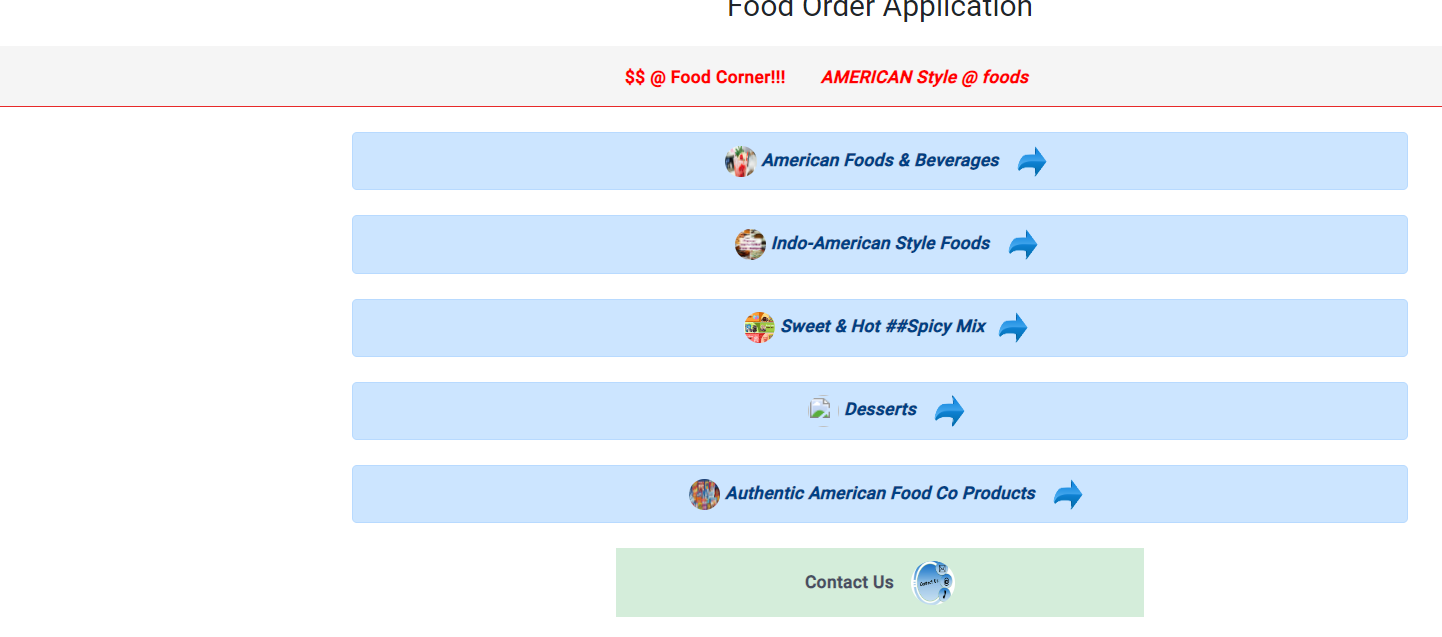 Food Order Application
$$ @ Food Corner!!! AMERICAN Style @ foods
American Foods & Beverages
Indo-American Style Foods
Sweet & Hot ##Spicy Mix
Desserts
Authentic American Food Co Products
Contact Us